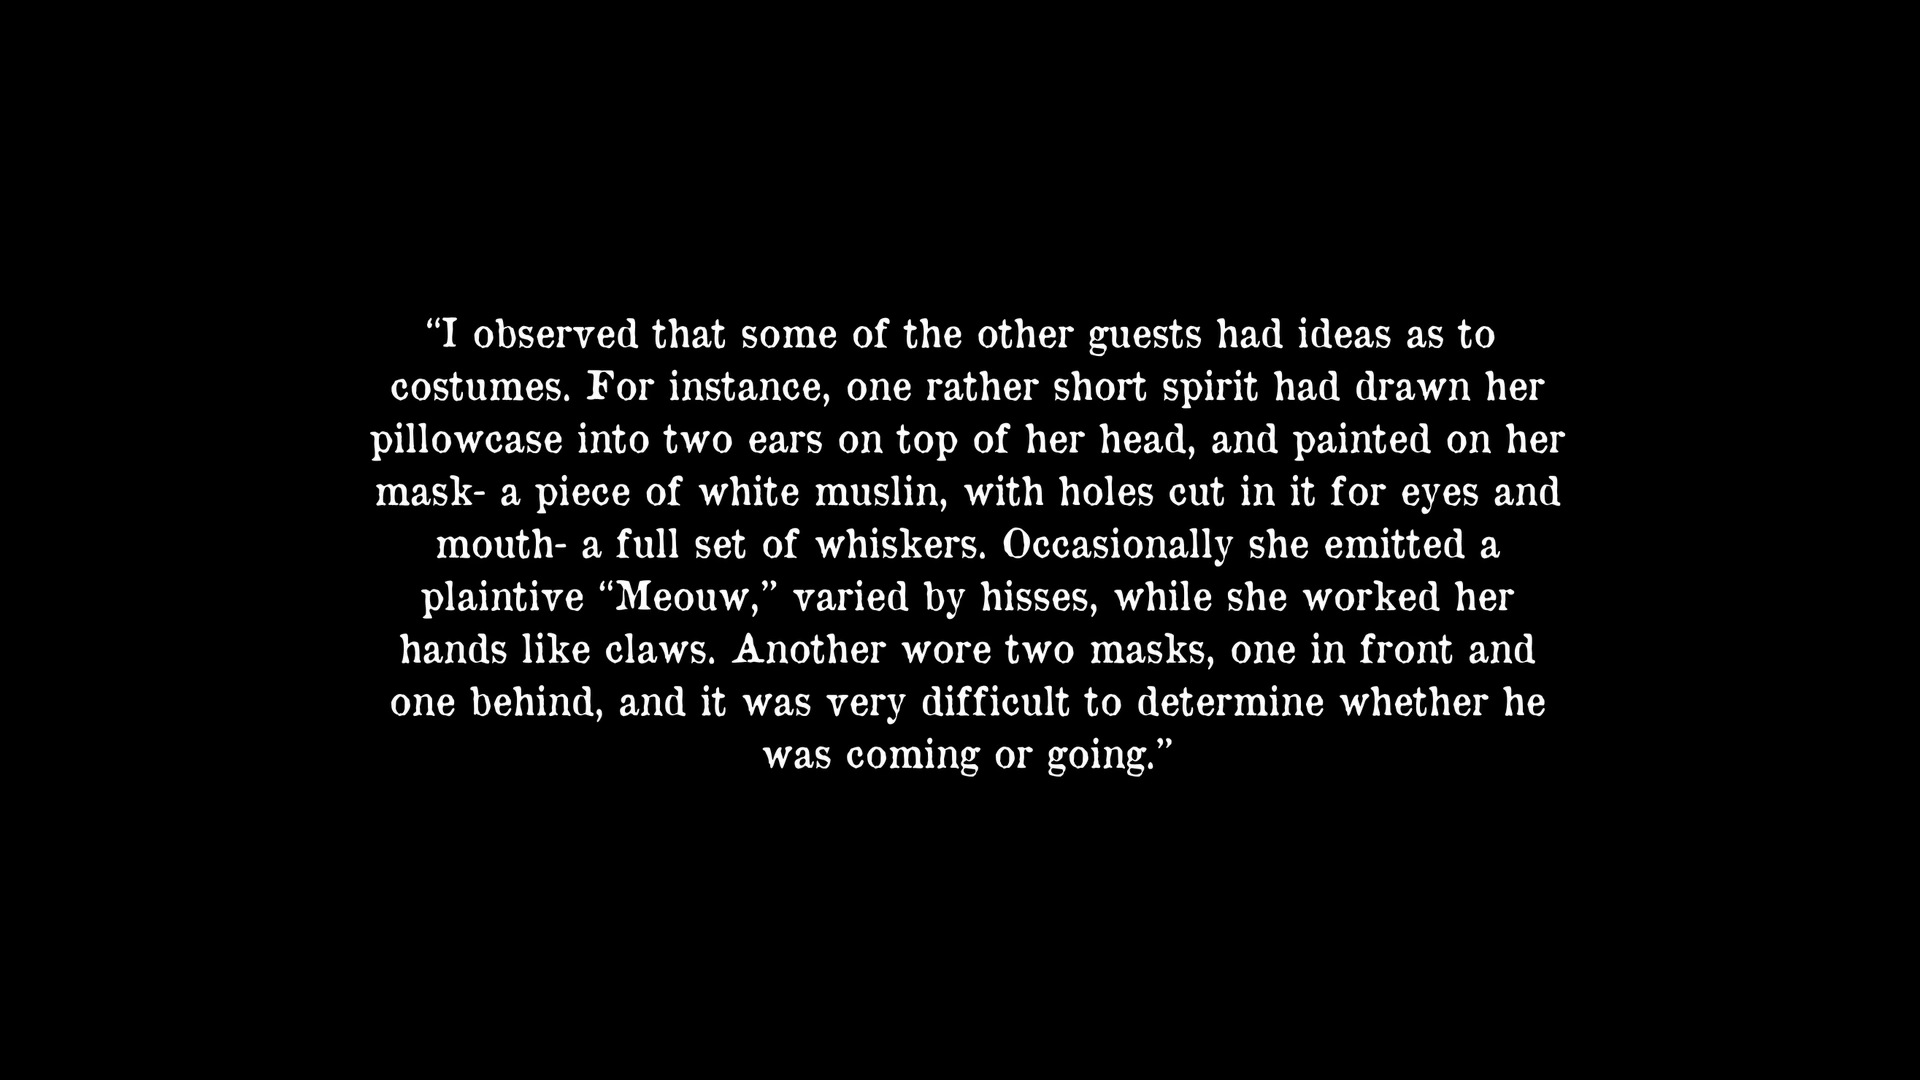 “I observed that some of the other guests had ideas as to
costumes. For instance, one rather short spirit had drawn her
pillowcase into two ears on top of her head, and painted on her
mask- a piece of white muslin, with holes cut in it for eyes and
mouth- a full set of whiskers. Occasionally she emitted a
plaintive “Meouw,” varied by hisses, while she worked her
hands like claws. Another wore two masks, one in front and
one behind, and it was very difficult to determine whether he
was coming or going.”